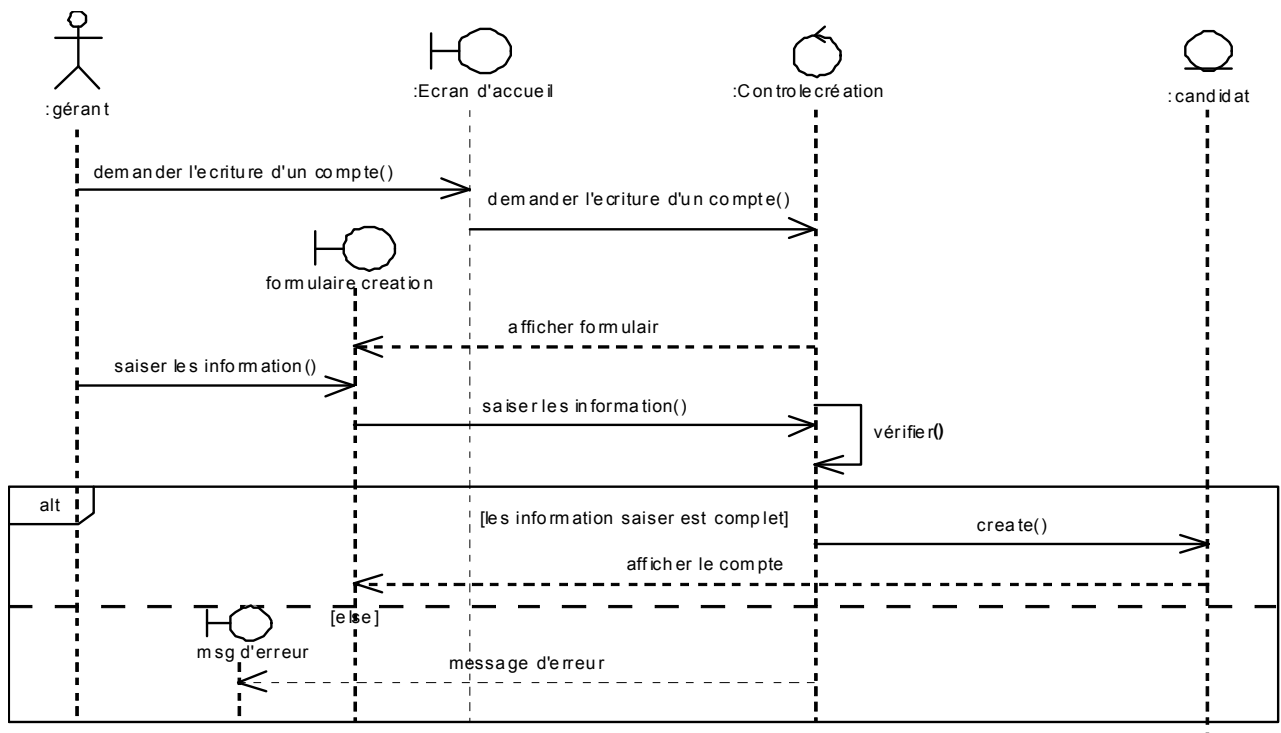 :gérant
:Ecran d'accueil
:Controlecréation
:candidat
demander l'ecriture d'un compte()
demander l'ecriture d'un compte()
formulaire creation
afficher formulair
saiser les information()
saiser les information()
vérifier()
alt
[les information saiser est complet]
create()
afficher le compte
[else]
msg d'erreur
message d'erreur